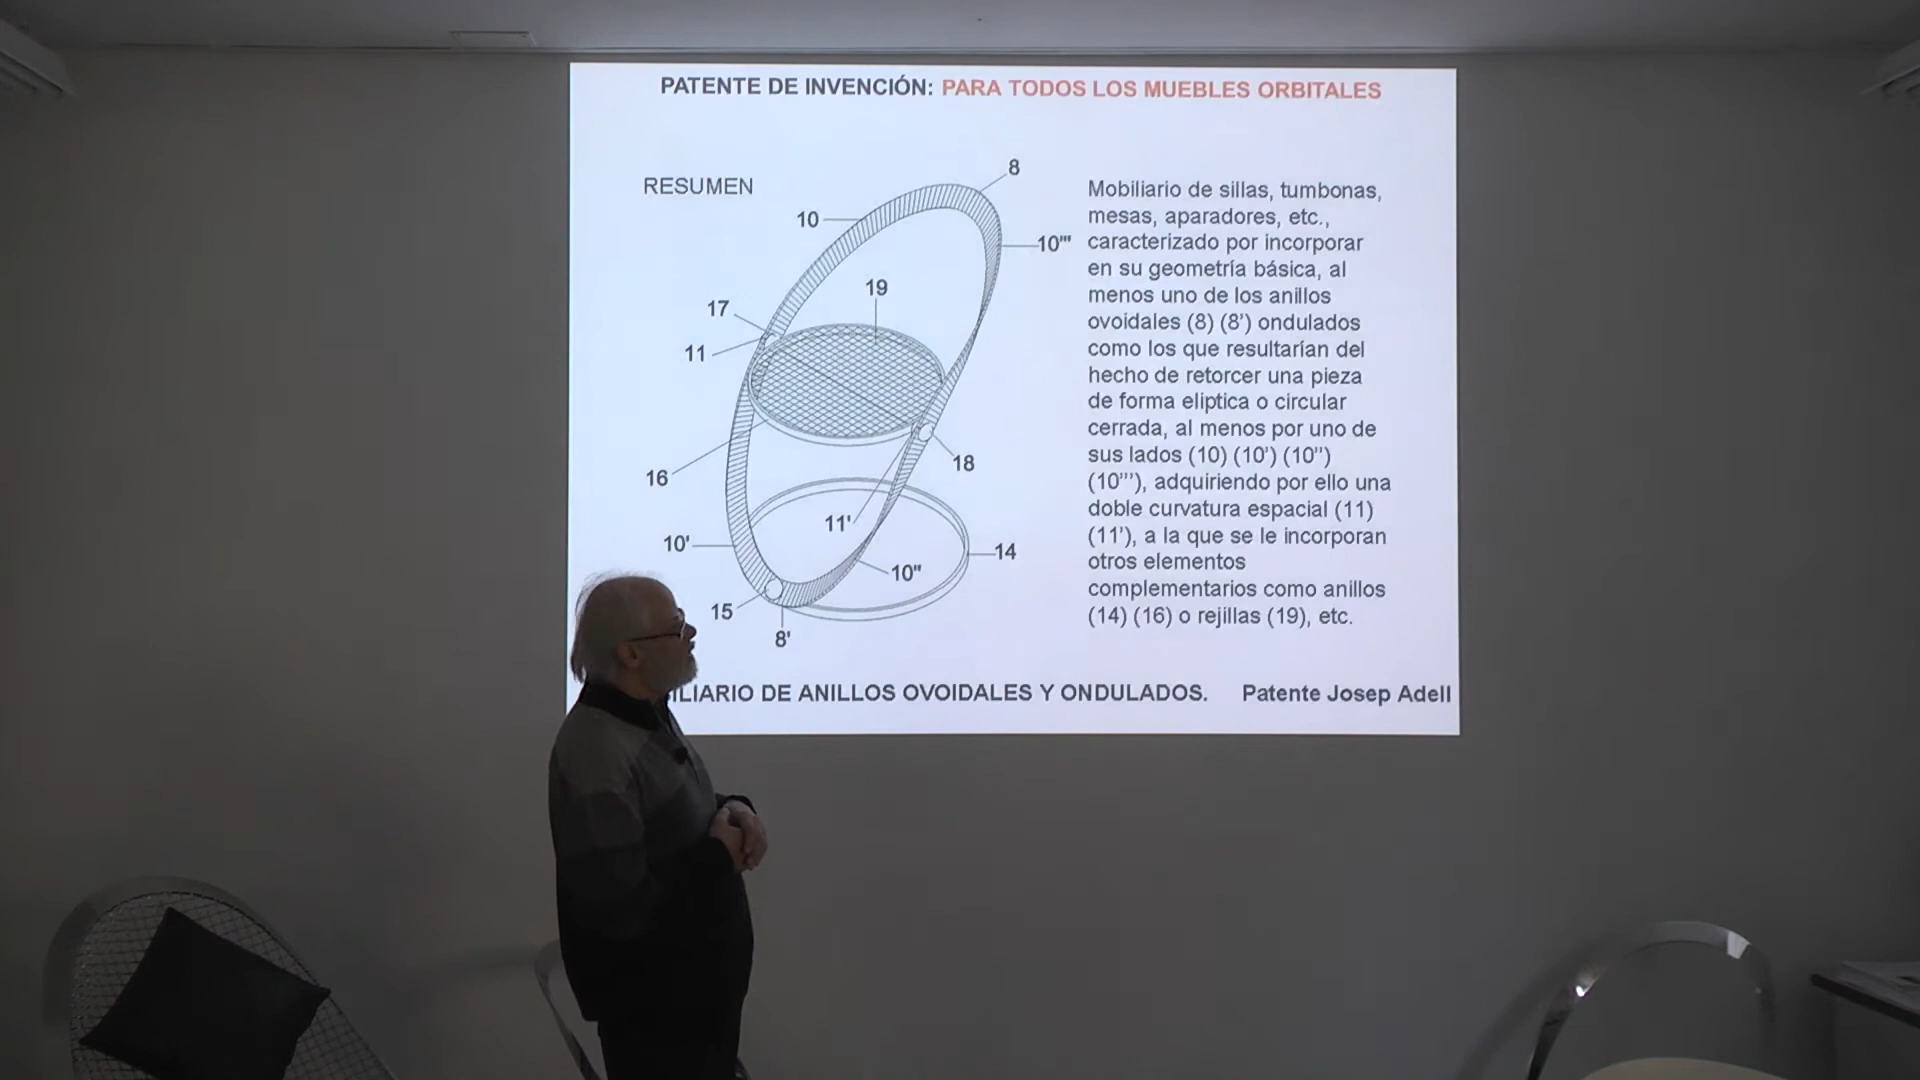 PATENTE DE INVENCIÓN: PARA TODOS LOS MUEBLES ORBITALES
RESUMEN
8
10
10'''
19
17
11
16
18
11'
10'
14
10''
15
8'
Mobiliario de sillas, tumbonas,
mesas, aparadores, etc.,
caracterizado por incorporar
en su geometría básica, al
menos uno de los anillos
ovoidales (8) (8’) ondulados
como los que resultarían del
hecho de retorcer una pieza
de forma eliptica o circular
cerrada, al menos por uno de
sus lados (10) (10’) (10’’)
(10’’’), adquiriendo por ello una
doble curvatura espacial (11)
(11’), a la que se le incorporan
otros elementos
complementarios como anillos
(14) (16) o rejillas (19), etc.
ILIARIO DE ANILLOS OVOIDALES Y ONDULADOS. Patente Josep Adell